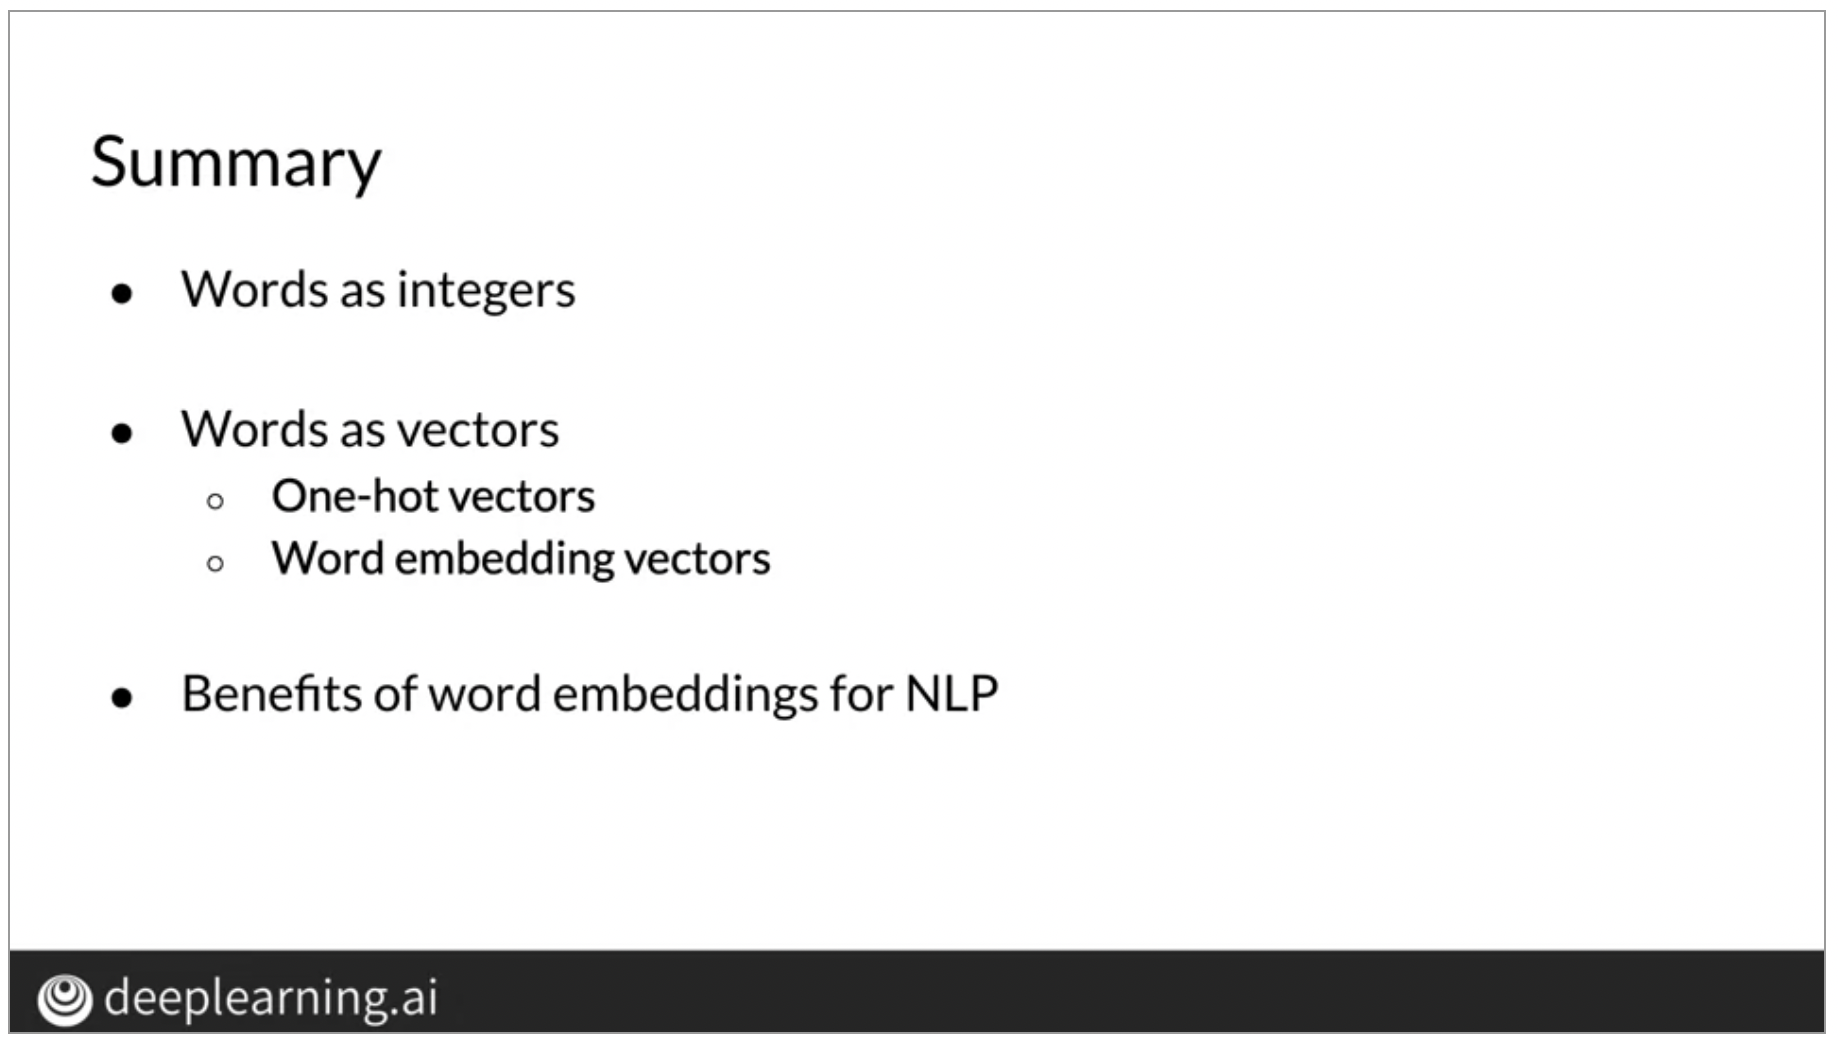 Summary
● Words as integers
● Words as vectors
○ One-hot vectors
○ Word embedding vectors
● Benefits of word embeddings for NLP
deeplearning.ai